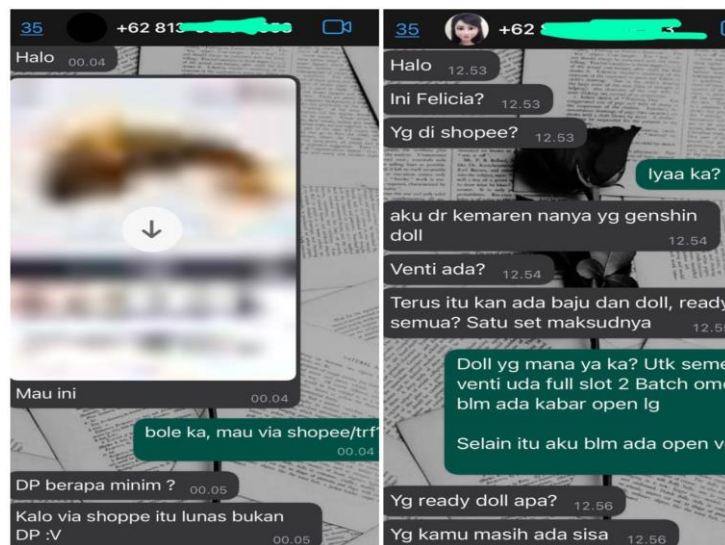 35
+62 81
Halo 00.04
Mau ini 00.04
bole ka, mau via shopee/trf?
00.04
DP berapa minim ? 00.05
Kalo via shoppe itu lunas bukan
DP :V 00.05
35
+62
Halo 12.53
Ini Felicia? 12.53
Yg di shopee? 12.53
Iyaa ka?
aku dr kemaren nanya yg genshin
doll 12.54
Venti ada? 12.54
Terus itu kan ada baju dan doll, ready
semua? Satu set maksudnya
Doll yg mana ya ka? Utk
venti uda full slot 2 Batch
blm ada kabar open lg
Selain itu aku blm ada open
Yg ready doll apa? 12.56
Yg kamu masih ada sisa 12.56